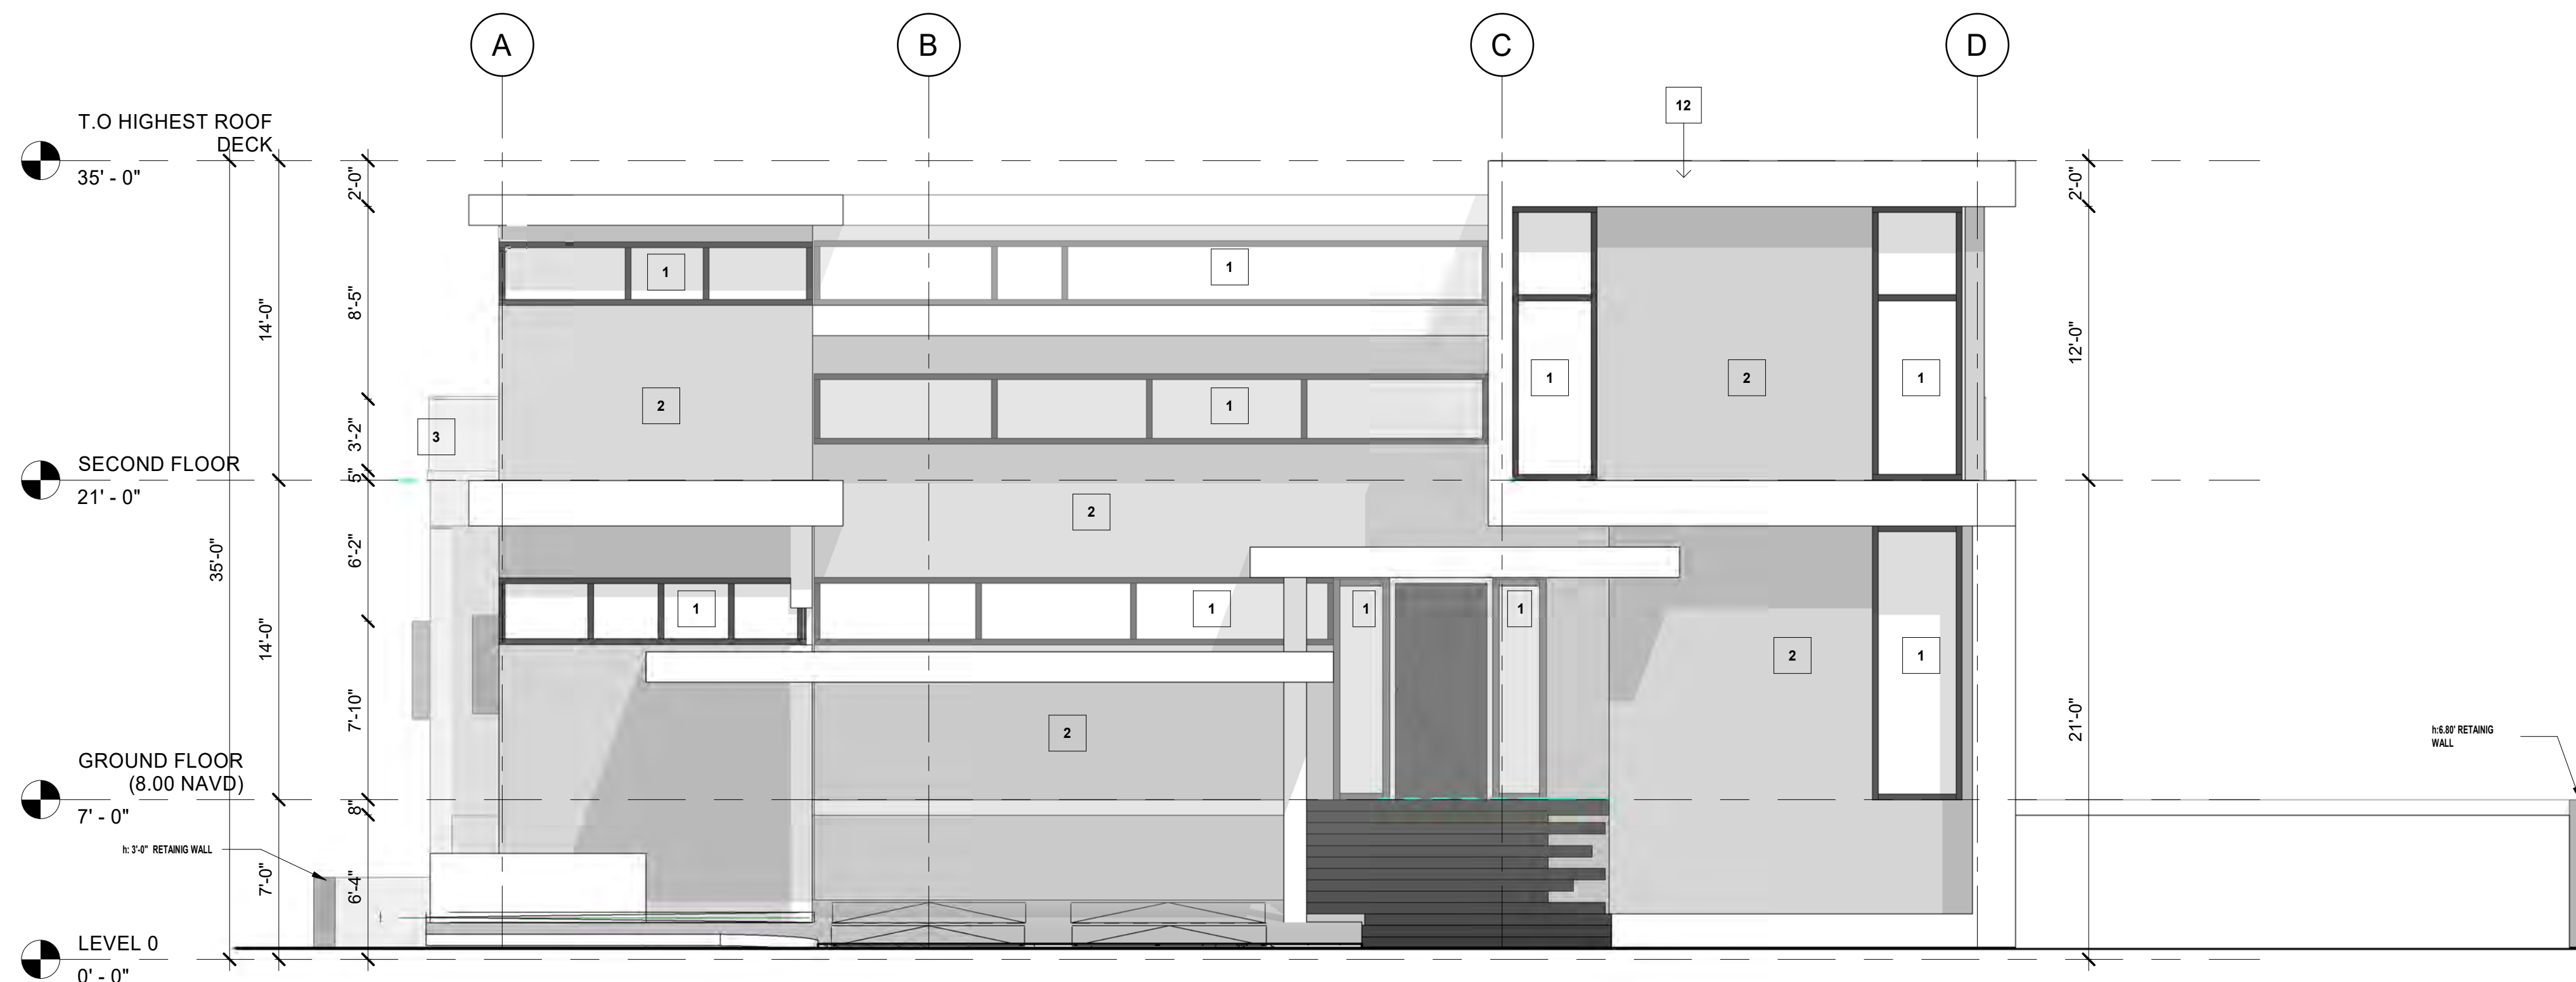 A
B
C
D
12
T.O HIGHEST ROOF
DECK
35' - 0"
2'-0"
2'-0"
1
1
8'-5"
14'-0"
12'-0"
1
2
1
2
1
3
3'-2"
SECOND FLOOR
5"
21' - 0"
2
6'-2"
35'-0"
1
1
1
1
14'-0"
2
1
7'-10"
2
21'-0"
h:6.80' RETAINIG
WALL
GROUND FLOOR
(8.00 NAVD)
8"
7' - 0"
h: 3'-0" RETAINIG WALL
7'-0"
6'-4"
LEVEL 0
0' - 0"